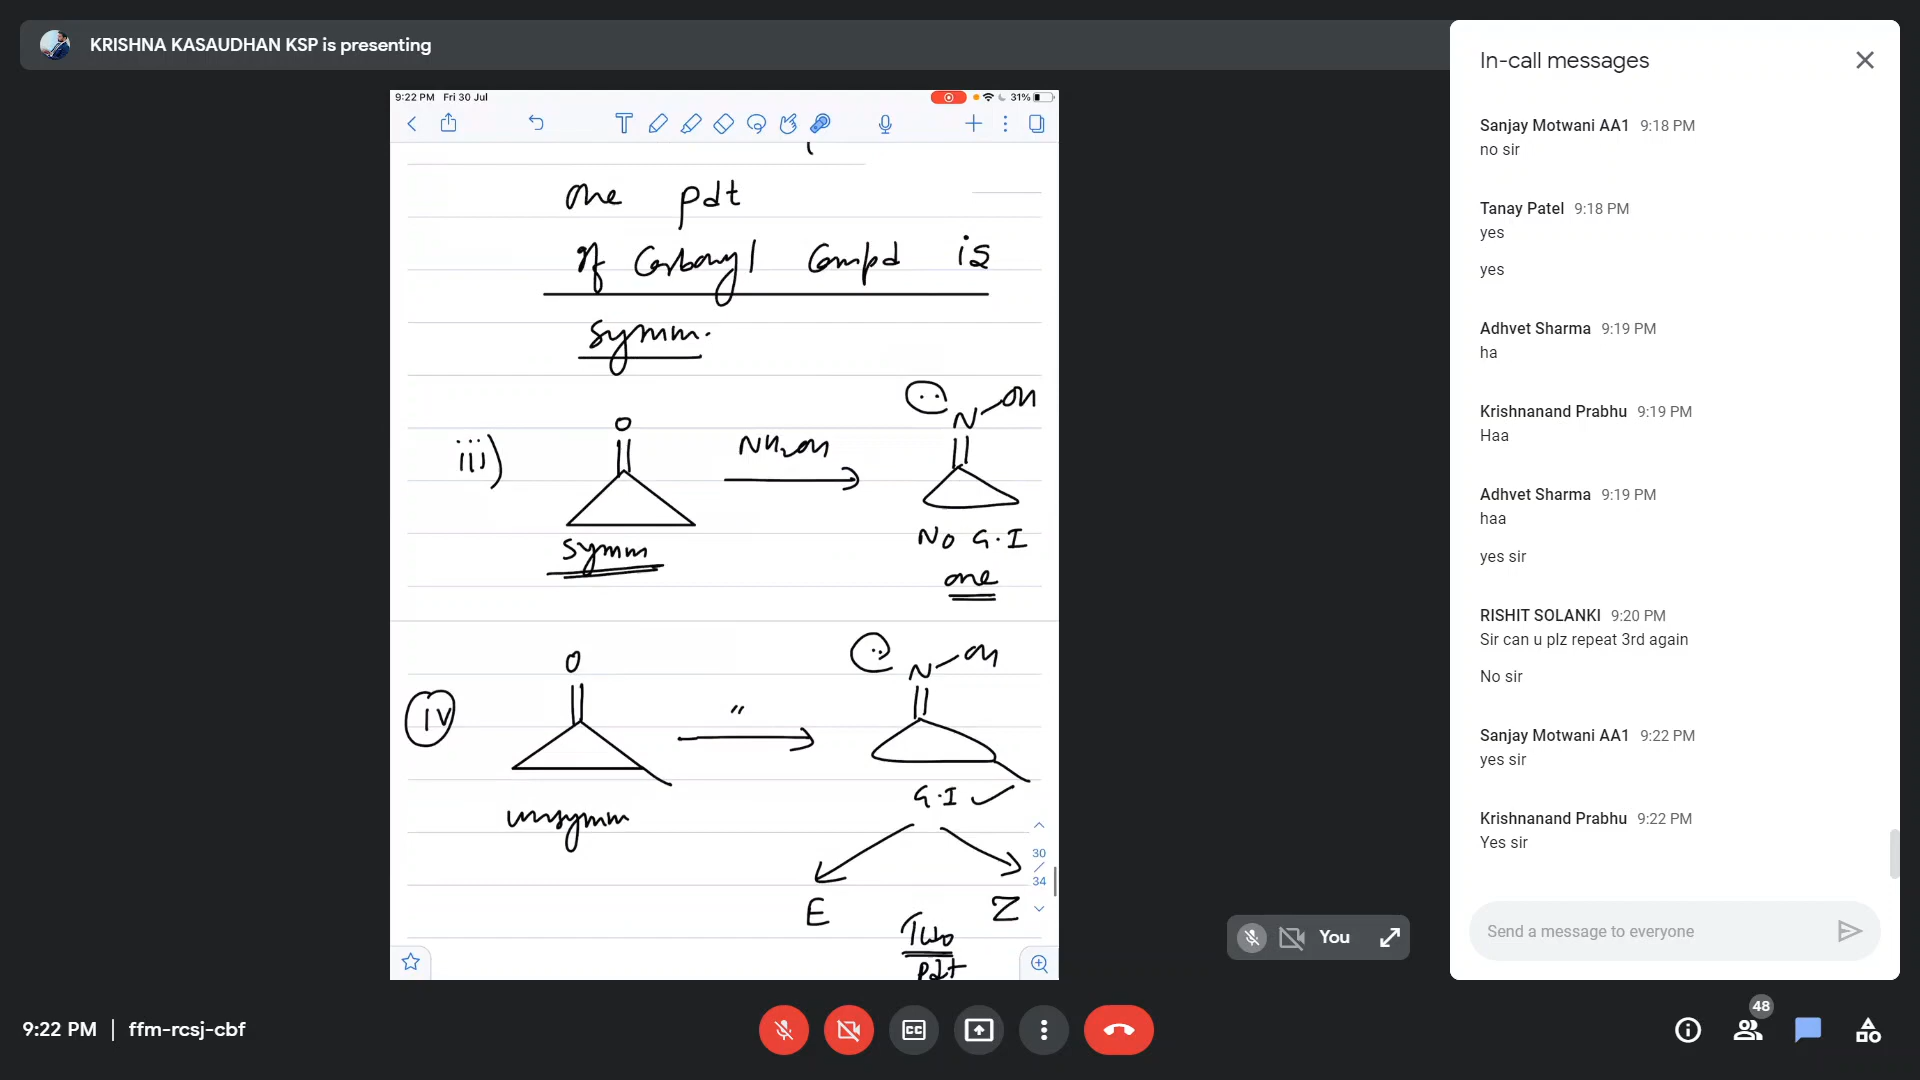 KRISHNA KASAUDHAN KSP is presenting
9:22 PM Fri 30 Jul
31%
T
one pdt
if Carbonyl Compd is
symm.
iii)
O
NH₂OH
N
OH
symm
No G.I
one
iv
O
"
N
OH
unsymm
G.I
30
34
E
Z
Two
pdt
You
In-call messages
Sanjay Motwani AA1 9:18 PM
no sir
Tanay Patel 9:18 PM
yes
yes
Adhvet Sharma 9:19 PM
ha
Krishnanand Prabhu 9:19 PM
Haa
Adhvet Sharma 9:19 PM
haa
yes sir
RISHIT SOLANKI 9:20 PM
Sir can u plz repeat 3rd again
No sir
Sanjay Motwani AA1 9:22 PM
yes sir
Krishnanand Prabhu 9:22 PM
Yes sir
Send a message to everyone
9:22 PM | ffm-rcsj-cbf
CC
48